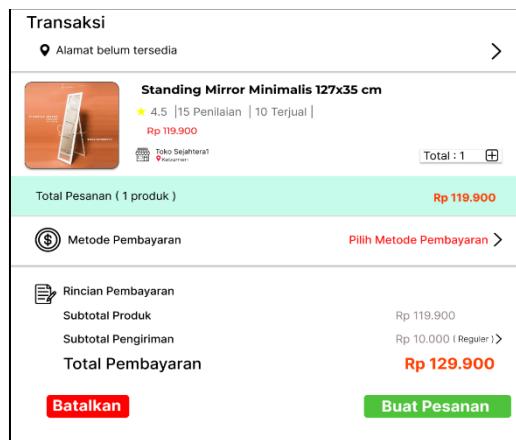 Transaksi
Alamat belum tersedia
Standing Mirror Minimalis 127x35 cm
4.5 |15 Penilaian | 10 Terjual |
Rp 119.900
Toko Sejahtera1
Kebumen
Total : 1
Total Pesanan ( 1 produk )
Rp 119.900
Metode Pembayaran
Pilih Metode Pembayaran
Rincian Pembayaran
Subtotal Produk
Rp 119.900
Subtotal Pengiriman
Rp 10.000 ( Reguler )
Total Pembayaran
Rp 129.900
Batalkan
Buat Pesanan